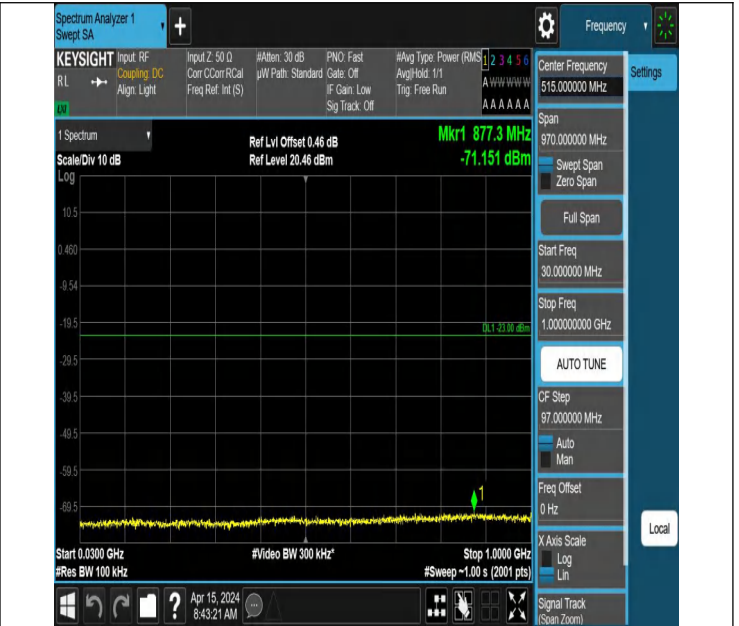 Spectrum Analyzer 1
Swept SA
+
Frequency
KEYSIGHT
RL
Input: RF
Coupling: DC
Align: Light
Input Z: 50 Ω
Corr CCorr RCal
Freq Ref: Int (S)
#Atten: 30 dB
µW Path: Standard
PNO: Fast
Gate: Off
IF Gain: Low
Sig Track: Off
#Avg Type: Power (RMS
Avg|Hold: 1/1
Trig: Free Run
1 2 3 4 5 6
A W W W W W
A A A A A A
1 Spectrum
Scale/Div 10 dB
Log
Ref Lvl Offset 0.46 dB
Ref Level 20.46 dBm
Mkr1 877.3 MHz
-71.151 dBm
10.5
0.460
-9.54
-19.5
DL1 -23.00 dBm
-29.5
-39.5
-49.5
-59.5
-69.5
1
Start 0.0300 GHz
#Res BW 100 kHz
#Video BW 300 kHz*
Stop 1.0000 GHz
#Sweep ~1.00 s (2001 pts)
Center Frequency
515.000000 MHz
Settings
Span
970.000000 MHz
Swept Span
Zero Span
Full Span
Start Freq
30.000000 MHz
Stop Freq
1.000000000 GHz
AUTO TUNE
CF Step
97.000000 MHz
Auto
Man
Freq Offset
0 Hz
X Axis Scale
Log
Lin
Local
Signal Track
(Span Zoom)
?
Apr 15, 2024
8:43:21 AM